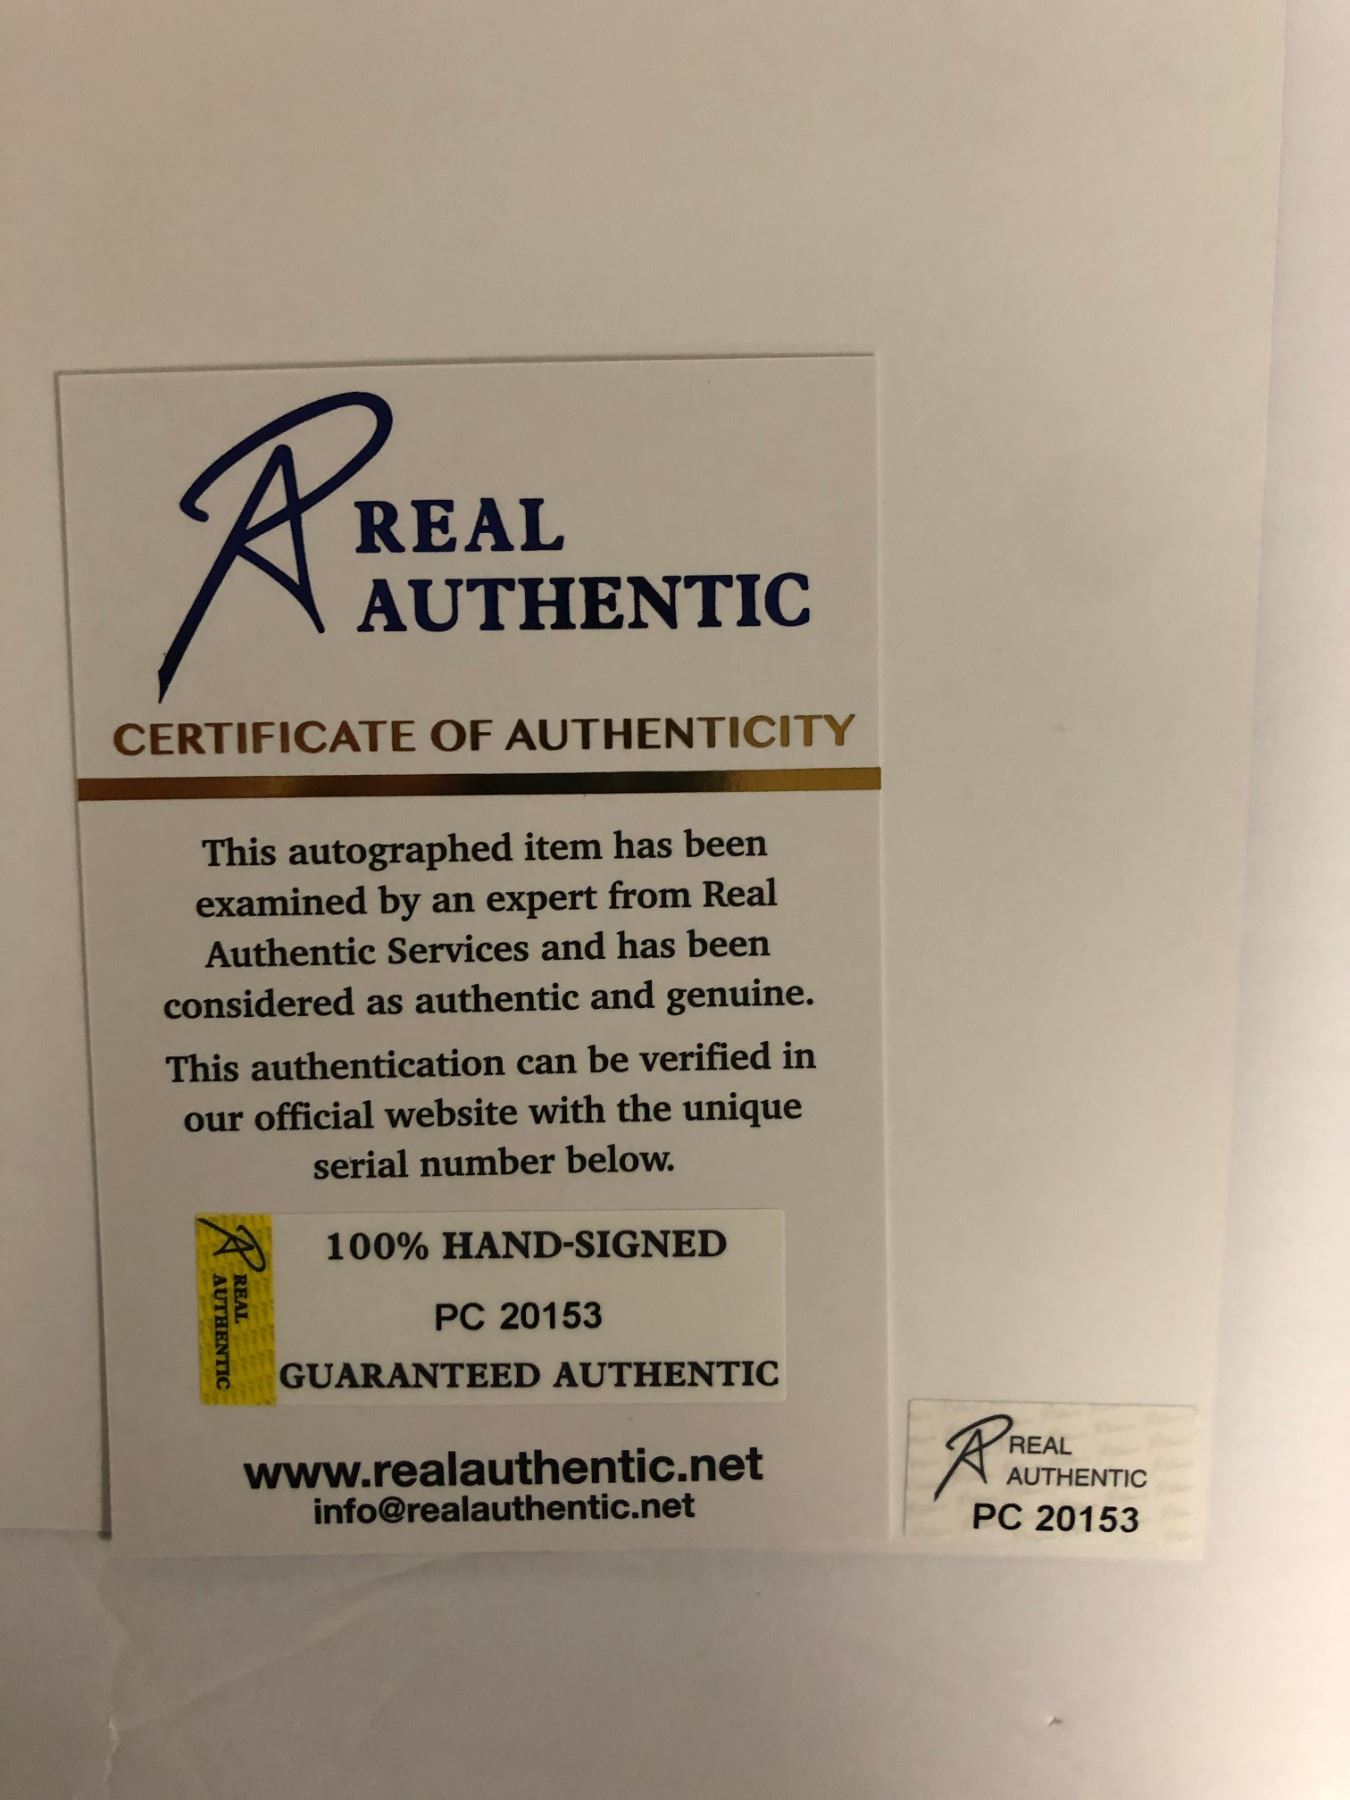 REAL
AUTHENTIC
CERTIFICATE OF AUTHENTICITY
This autographed item has been
examined by an expert from Real
Authentic Services and has been
considered as authentic and genuine.
This authentication can be verified in
our official website with the unique
serial number below.
REAL
AUTHENTIC
100% HAND-SIGNED
PC 20153
GUARANTEED AUTHENTIC
www.realauthentic.net
info@realauthentic.net
REAL
AUTHENTIC
PC 20153